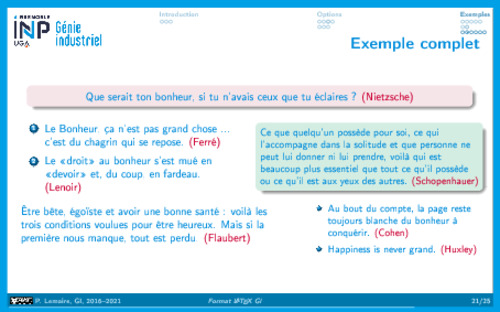 GRENOBLE
INP Génie
UGA industriel
Introduction Options Exemples
Exemple complet
Que serait ton bonheur, si tu n'avais ceux que tu éclaires ? (Nietzsche)
1 Le Bonheur, ça n'est pas grand chose ...
c'est du chagrin qui se repose. (Ferré)
2 Le «droit» au bonheur s'est mué en
«devoir» et, du coup, en fardeau.
(Lenoir)
Être bête, égoïste et avoir une bonne santé : voilà les
trois conditions voulues pour être heureux. Mais si la
première nous manque, tout est perdu. (Flaubert)
Ce que quelqu'un possède pour soi, ce qui
l'accompagne dans la solitude et que personne ne
peut lui donner ni lui prendre, voilà qui est
beaucoup plus essentiel que tout ce qu'il possède
ou ce qu'il est aux yeux des autres. (Schopenhauer)
Au bout du compte, la page reste
toujours blanche du bonheur à
conquérir. (Cohen)
Happiness is never grand. (Huxley)
P. Lemaire, GI, 2016–2021 Format LATEX GI 21/25